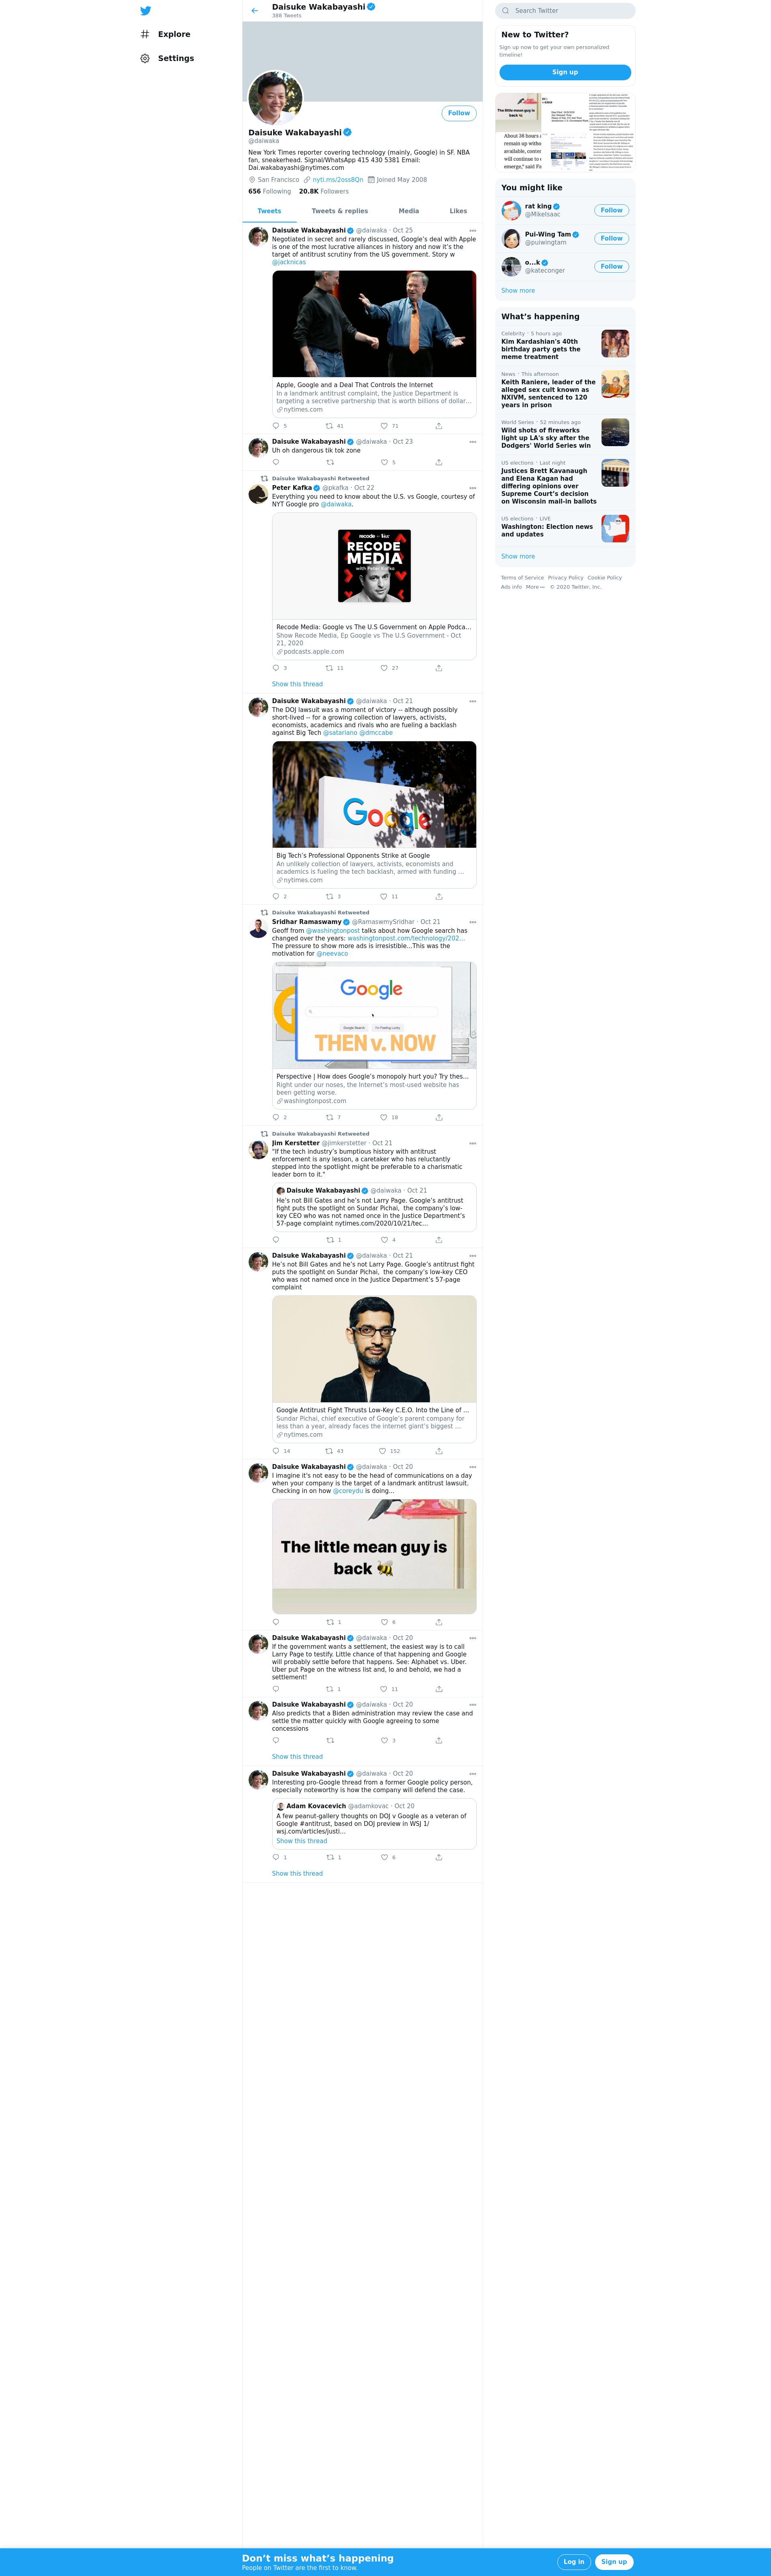 Daisuke Wakabayashi
388 Tweets
Explore
Settings
Follow
Daisuke Wakabayashi
@daiwaka
New York Times reporter covering technology (mainly, Google) in SF. NBA
fan, sneakerhead. Signal/WhatsApp 415 430 5381 Email:
Dai.wakabayashi@nytimes.com
San Francisco nyti.ms/2oss8Qn Joined May 2008
656 Following 20.8K Followers
Tweets Tweets & replies Media Likes
Daisuke Wakabayashi @daiwaka · Oct 25
Negotiated in secret and rarely discussed, Google's deal with Apple
is one of the most lucrative alliances in history and now it's the
target of antitrust scrutiny from the US government. Story w
@jacknicas
Apple, Google and a Deal That Controls the Internet
In a landmark antitrust complaint, the Justice Department is
targeting a secretive partnership that is worth billions of dollar...
nytimes.com
5 41 71
Daisuke Wakabayashi @daiwaka · Oct 23
Uh oh dangerous tik tok zone
5
Daisuke Wakabayashi Retweeted
Peter Kafka @pkafka · Oct 22
Everything you need to know about the U.S. vs Google, courtesy of
NYT Google pro @daiwaka.
recode
RECODE
MEDIA
with Peter Kafka
Recode Media: Google vs The U.S Government on Apple Podca...
Show Recode Media, Ep Google vs The U.S Government - Oct
21, 2020
podcasts.apple.com
3 11 27
Show this thread
Daisuke Wakabayashi @daiwaka · Oct 21
The DOJ lawsuit was a moment of victory -- although possibly
short-lived -- for a growing collection of lawyers, activists,
economists, academics and rivals who are fueling a backlash
against Big Tech @satariano @dmccabe
Google
Big Tech's Professional Opponents Strike at Google
An unlikely collection of lawyers, activists, economists and
academics is fueling the tech backlash, armed with funding ...
nytimes.com
2 3 11
Daisuke Wakabayashi Retweeted
Sridhar Ramaswamy @RamaswmySridhar · Oct 21
Geoff from @washingtonpost talks about how Google search has
changed over the years: washingtonpost.com/technology/202...
The pressure to show more ads is irresistible...This was the
motivation for @neevaco
Google
Google Search I'm Feeling Lucky
THEN v. NOW
Perspective | How does Google's monopoly hurt you? Try thes...
Right under our noses, the Internet's most-used website has
been getting worse.
washingtonpost.com
2 7 18
Daisuke Wakabayashi Retweeted
Jim Kerstetter @jimkerstetter · Oct 21
"If the tech industry's bumptious history with antitrust
enforcement is any lesson, a caretaker who has reluctantly
stepped into the spotlight might be preferable to a charismatic
leader born to it."
Daisuke Wakabayashi @daiwaka · Oct 21
He's not Bill Gates and he's not Larry Page. Google's antitrust
fight puts the spotlight on Sundar Pichai, the company's low-
key CEO who was not named once in the Justice Department's
57-page complaint nytimes.com/2020/10/21/tec...
1 4
Daisuke Wakabayashi @daiwaka · Oct 21
He's not Bill Gates and he's not Larry Page. Google's antitrust fight
puts the spotlight on Sundar Pichai, the company's low-key CEO
who was not named once in the Justice Department's 57-page
complaint
Google Antitrust Fight Thrusts Low-Key C.E.O. Into the Line of ...
Sundar Pichai, chief executive of Google's parent company for
less than a year, already faces the internet giant's biggest ...
nytimes.com
14 43 152
Daisuke Wakabayashi @daiwaka · Oct 20
I imagine it's not easy to be the head of communications on a day
when your company is the target of a landmark antitrust lawsuit.
Checking in on how @coreydu is doing...
The little mean guy is
back 🐝
1 6
Daisuke Wakabayashi @daiwaka · Oct 20
If the government wants a settlement, the easiest way is to call
Larry Page to testify. Little chance of that happening and Google
will probably settle before that happens. See: Alphabet vs. Uber.
Uber put Page on the witness list and, lo and behold, we had a
settlement!
1 11
Daisuke Wakabayashi @daiwaka · Oct 20
Also predicts that a Biden administration may review the case and
settle the matter quickly with Google agreeing to some
concessions
3
Show this thread
Daisuke Wakabayashi @daiwaka · Oct 20
Interesting pro-Google thread from a former Google policy person,
especially noteworthy is how the company will defend the case.
Adam Kovacevich @adamkovac · Oct 20
A few peanut-gallery thoughts on DOJ v Google as a veteran of
Google #antitrust, based on DOJ preview in WSJ 1/
wsj.com/articles/justi...
Show this thread
1 1 6
Show this thread
Search Twitter
New to Twitter?
Sign up now to get your own personalized
timeline!
Sign up
The little mean guy is
back
About 36 hours
remain up witho
available, conter
will continue to e
emerge," said Fa
You might like
rat king
@MikeIsaac
Follow
Pui-Wing Tam
@puiwingtam
Follow
o...k
@kateconger
Follow
Show more
What's happening
Celebrity · 5 hours ago
Kim Kardashian's 40th
birthday party gets the
meme treatment
News · This afternoon
Keith Raniere, leader of the
alleged sex cult known as
NXIVM, sentenced to 120
years in prison
World Series · 52 minutes ago
Wild shots of fireworks
light up LA's sky after the
Dodgers' World Series win
US elections · Last night
Justices Brett Kavanaugh
and Elena Kagan had
differing opinions over
Supreme Court's decision
on Wisconsin mail-in ballots
US elections · LIVE
Washington: Election news
and updates
Show more
Terms of Service Privacy Policy Cookie Policy
Ads info More © 2020 Twitter, Inc.
Don't miss what's happening
People on Twitter are the first to know.
Log in Sign up